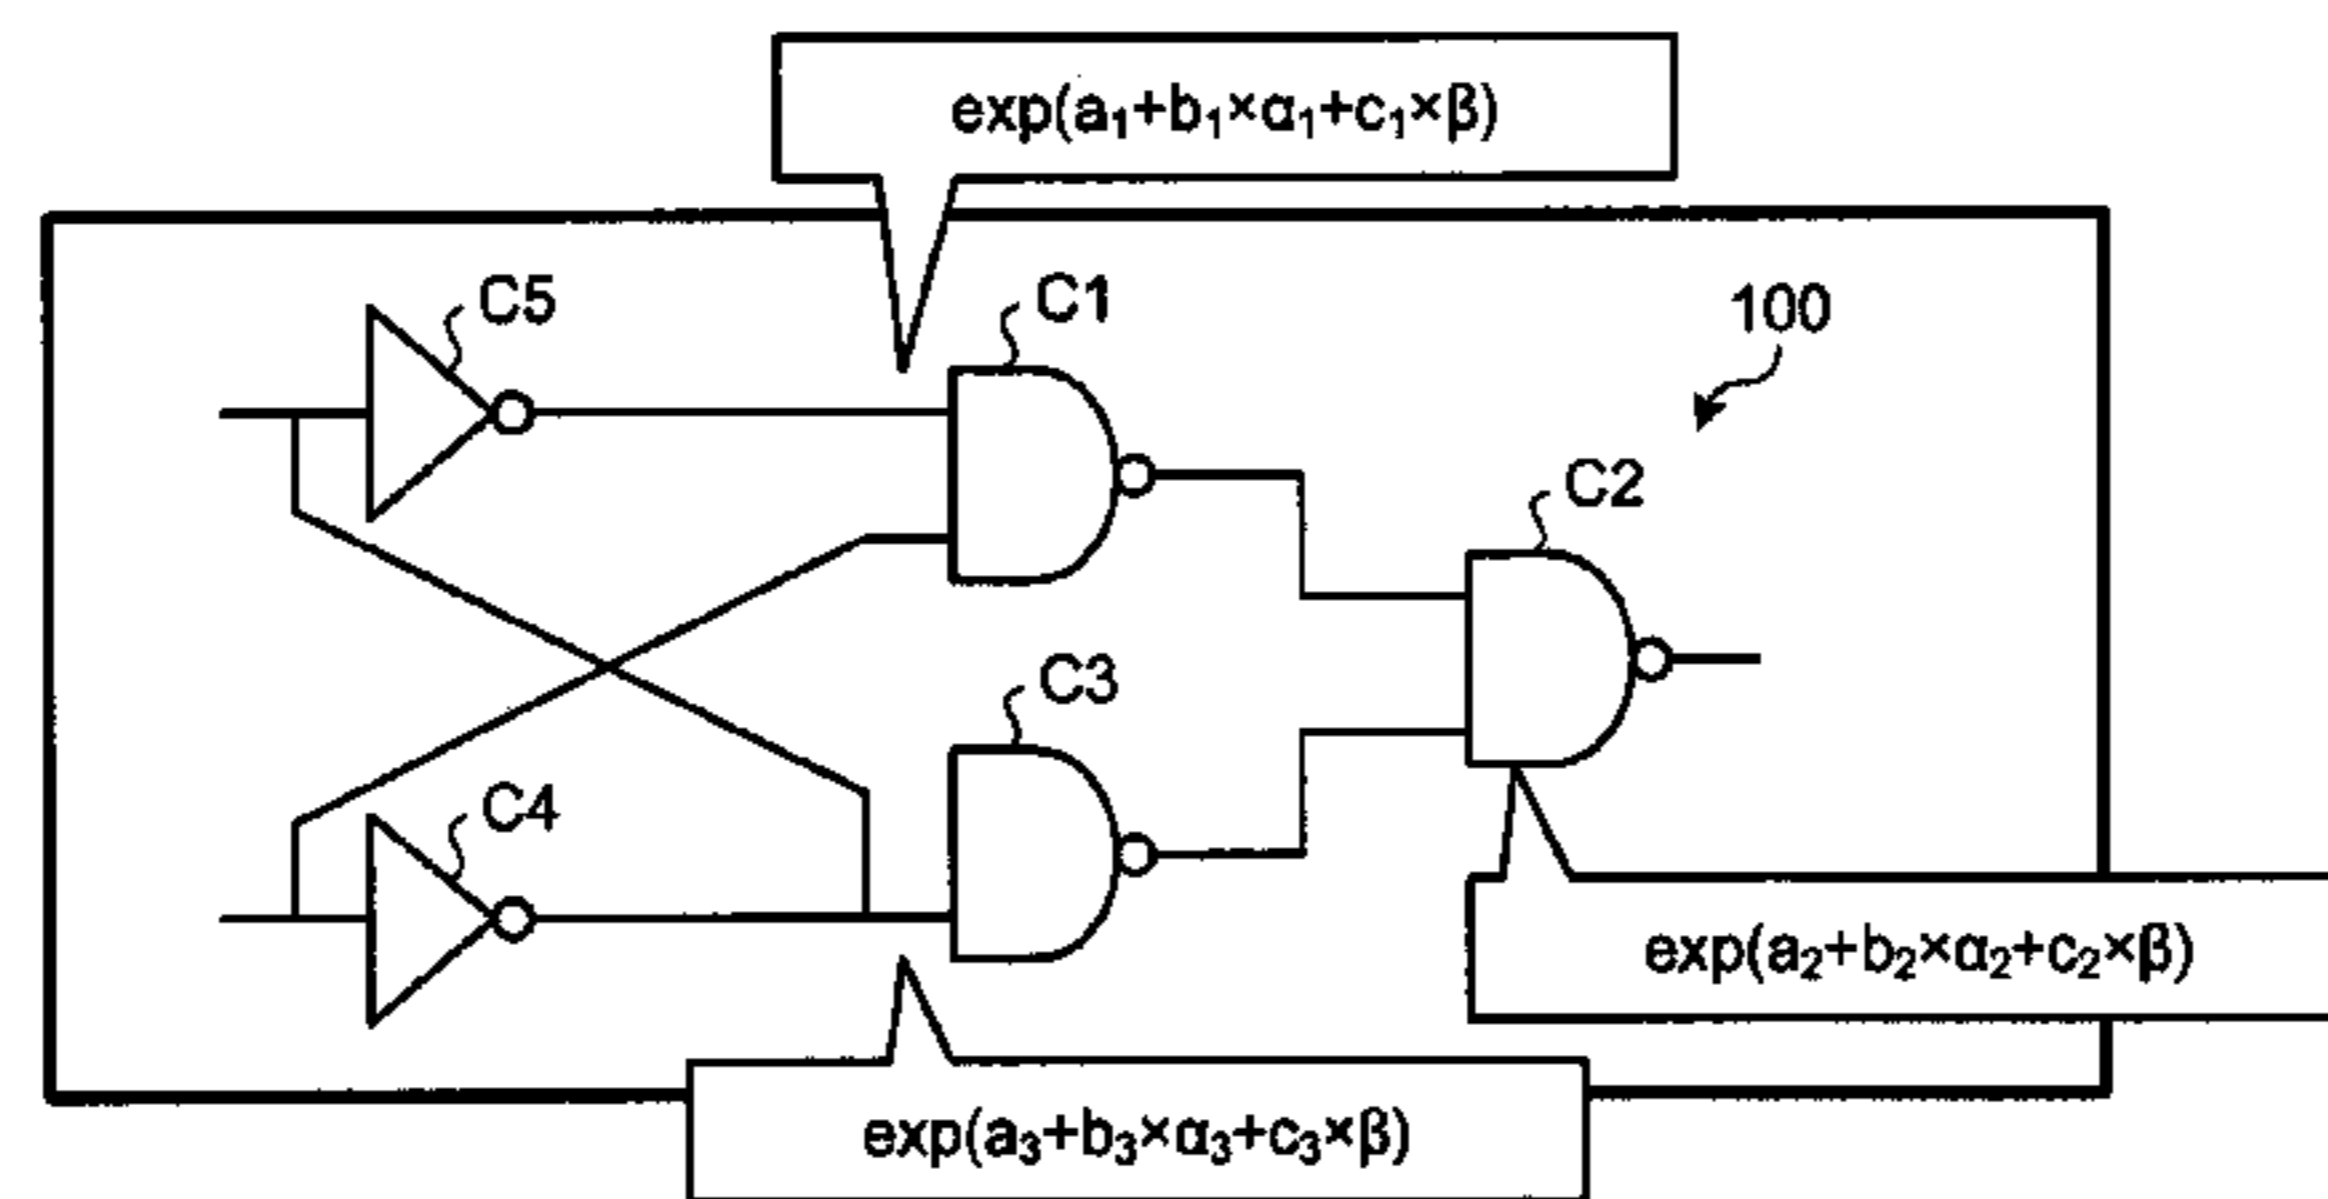 exp(a₁+b₁×α₁+c₁×β)
C5
C1
100
C2
C3
C4
exp(a₂+b₂×α₂+c₂×β)
exp(a₃+b₃×α₃+c₃×β)